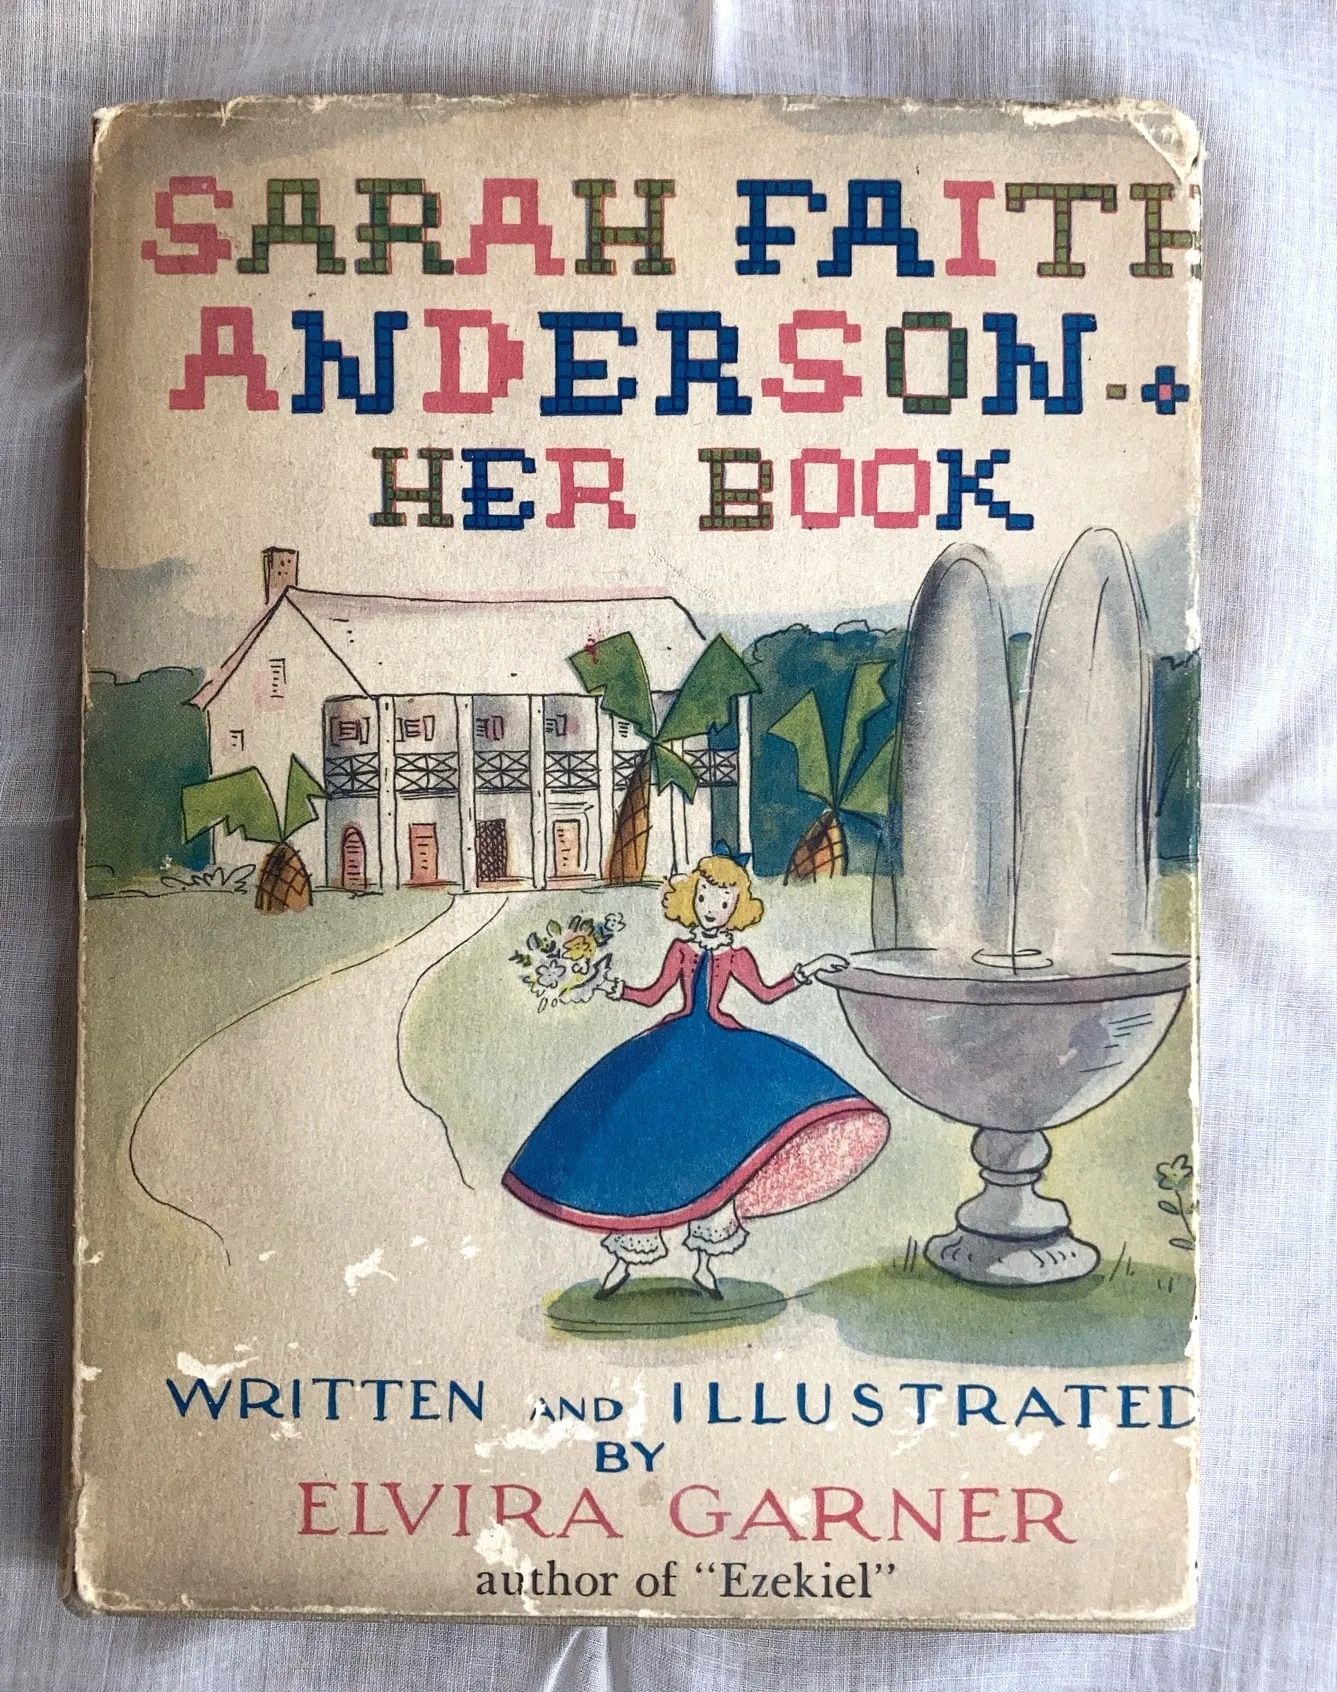 SARAH FAITH
ANDERSON
HER BOOK
WRITTEN AND ILLUSTRATED
BY
ELVIRA GARNER
author of "Ezekiel"